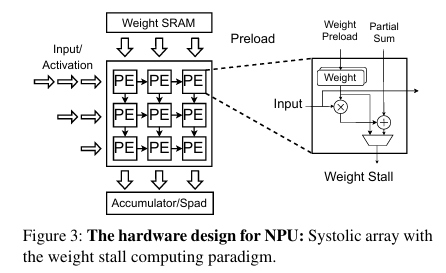 Weight SRAM
Input/
Activation
Preload
PE PE PE
PE PE PE
PE PE PE
Accumulator/Spad
Weight
Preload
Partial
Sum
Weight
Input
×
+
Weight Stall
Figure 3: The hardware design for NPU: Systolic array with
the weight stall computing paradigm.